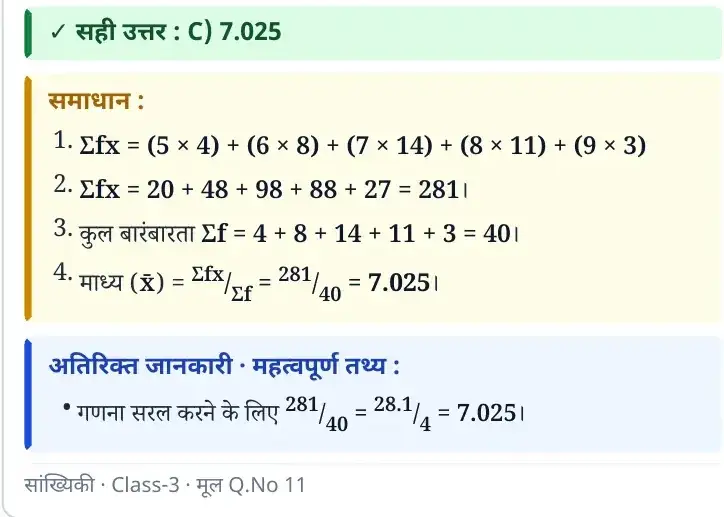 ✓ सही उत्तर : C) 7.025
समाधान :
1. Σfx = (5 × 4) + (6 × 8) + (7 × 14) + (8 × 11) + (9 × 3)
2. Σfx = 20 + 48 + 98 + 88 + 27 = 281।
3. कुल बारंबारता Σf = 4 + 8 + 14 + 11 + 3 = 40।
4. माध्य (x̄) = Σfx/Σf = 281/40 = 7.025।
अतिरिक्त जानकारी · महत्वपूर्ण तथ्य :
• गणना सरल करने के लिए 281/40 = 28.1/4 = 7.025।
सांख्यिकी · Class-3 · मूल Q.No 11